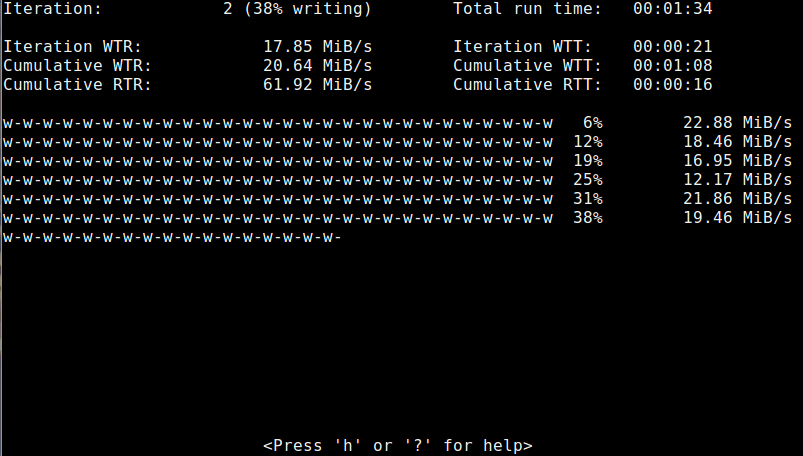 Iteration: 2 (38% writing) Total run time: 00:01:34
Iteration WTR: 17.85 MiB/s Iteration WTT: 00:00:21
Cumulative WTR: 20.64 MiB/s Cumulative WTT: 00:01:08
Cumulative RTR: 61.92 MiB/s Cumulative RTT: 00:00:16
w-w-w-w-w-w-w-w-w-w-w-w-w-w-w-w-w-w-w-w-w-w-w-w-w-w-w-w 6% 22.88 MiB/s
w-w-w-w-w-w-w-w-w-w-w-w-w-w-w-w-w-w-w-w-w-w-w-w-w-w-w-w 12% 18.46 MiB/s
w-w-w-w-w-w-w-w-w-w-w-w-w-w-w-w-w-w-w-w-w-w-w-w-w-w-w-w 19% 16.95 MiB/s
w-w-w-w-w-w-w-w-w-w-w-w-w-w-w-w-w-w-w-w-w-w-w-w-w-w-w-w 25% 12.17 MiB/s
w-w-w-w-w-w-w-w-w-w-w-w-w-w-w-w-w-w-w-w-w-w-w-w-w-w-w-w 31% 21.86 MiB/s
w-w-w-w-w-w-w-w-w-w-w-w-w-w-w-w-w-w-w-w-w-w-w-w-w-w-w-w 38% 19.46 MiB/s
w-w-w-w-w-w-w-w-w-w-w-w-w-w-w-w-w-
<Press 'h' or '?' for help>